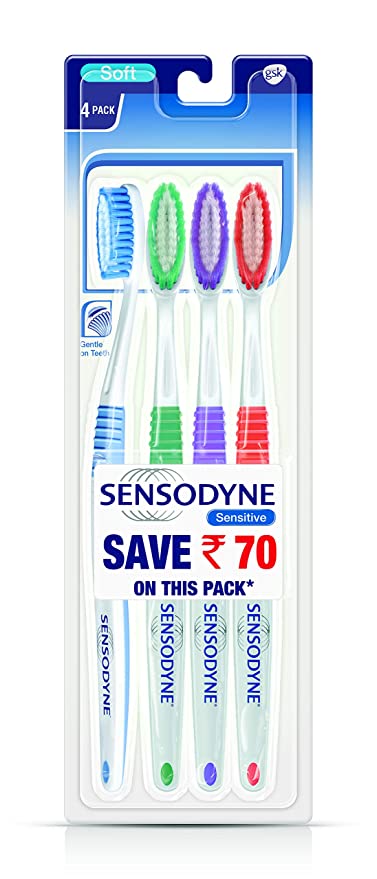 Soft
gsk
4 PACK
Gentle
on Teeth
SENSODYNE
Sensitive
SAVE ₹ 70
ON THIS PACK*
SENSODYNE
SENSODYNE®
SENSODYNE®
SENSODYNE®